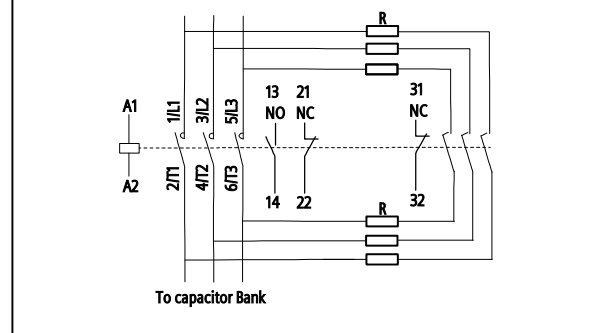 R
13 21
31
A1
1/L1 3/L2 5/L3
NO NC
NC
A2
2/T1 4/T2 6/T3
14 22
32
R
To capacitor Bank